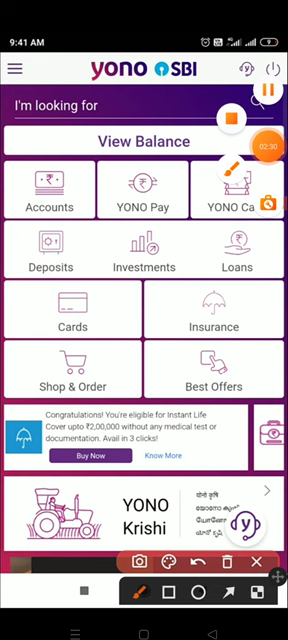 9:41 AM
yono SBI
I'm looking for
02:30
View Balance
Accounts
YONO Pay
YONO Ca
Deposits
Investments
Loans
Cards
Insurance
Shop & Order
Best Offers
Congratulations! You're eligible for Instant Life
Cover upto ₹2,00,000 without any medical test or
documentation. Avail in 3 clicks!
Buy Now
Know More
YONO
Krishi
योनो कृषि